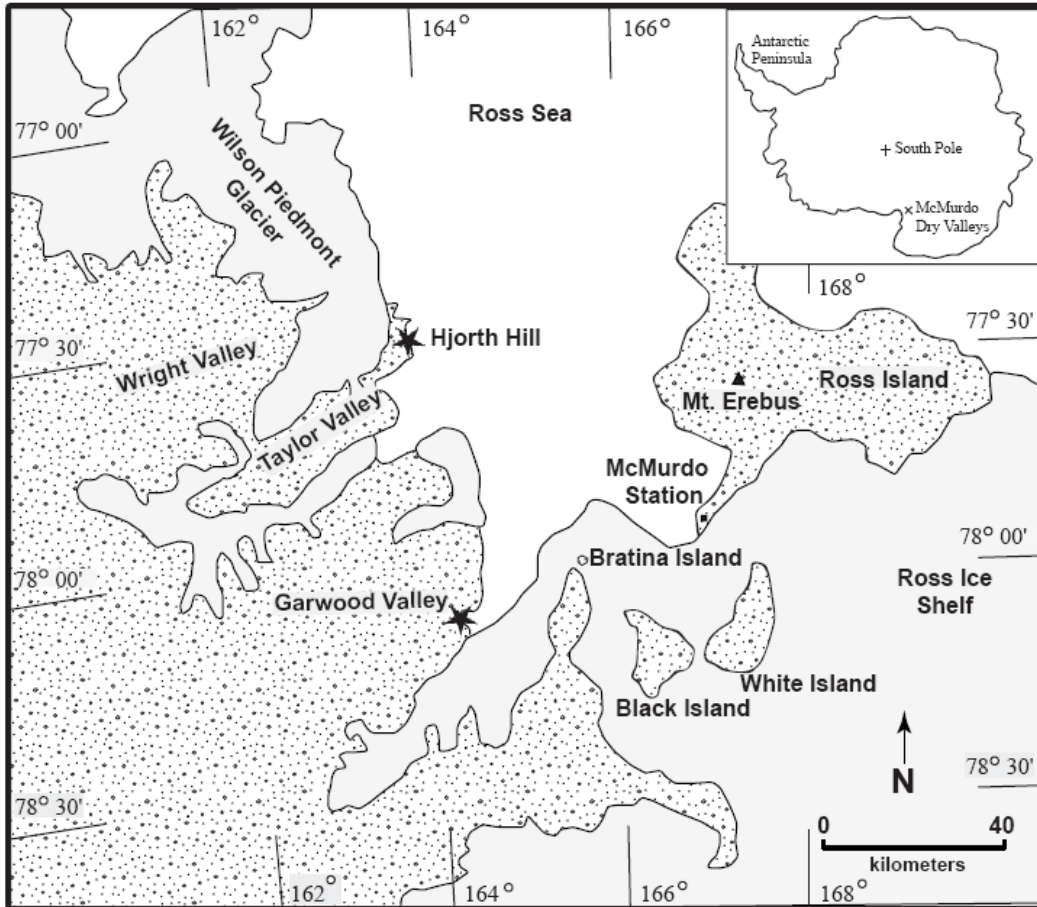 162°
164°
166°
Antarctic
Peninsula
South Pole
McMurdo
Dry Valleys
77° 00'
Wilson Piedmont
Glacier
Ross Sea
168°
77° 30'
77° 30'
Hjorth Hill
Wright Valley
Ross Island
Mt. Erebus
Taylor Valley
McMurdo
Station
78° 00'
Bratina Island
78° 00'
Ross Ice
Shelf
Garwood Valley
White Island
Black Island
N
78° 30'
78° 30'
0 40
kilometers
162°
164°
166°
168°